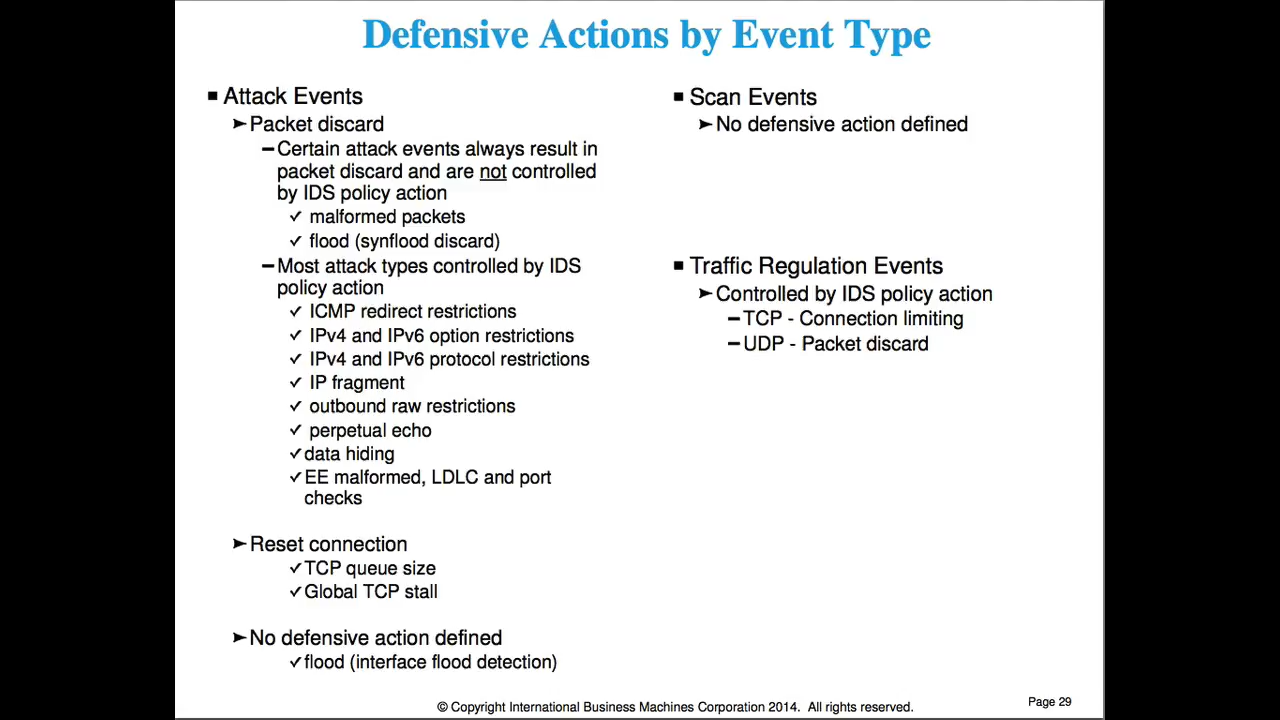 Defensive Actions by Event Type
■ Attack Events
➤Packet discard
–Certain attack events always result in
packet discard and are not controlled
by IDS policy action
✓ malformed packets
✓ flood (synflood discard)
–Most attack types controlled by IDS
policy action
✓ ICMP redirect restrictions
✓ IPv4 and IPv6 option restrictions
✓ IPv4 and IPv6 protocol restrictions
✓ IP fragment
✓ outbound raw restrictions
✓ perpetual echo
✓data hiding
✓EE malformed, LDLC and port
checks
➤Reset connection
✓TCP queue size
✓Global TCP stall
➤No defensive action defined
✓flood (interface flood detection)
■ Scan Events
➤No defensive action defined
■ Traffic Regulation Events
➤Controlled by IDS policy action
–TCP - Connection limiting
–UDP - Packet discard
© Copyright International Business Machines Corporation 2014. All rights reserved.
Page 29